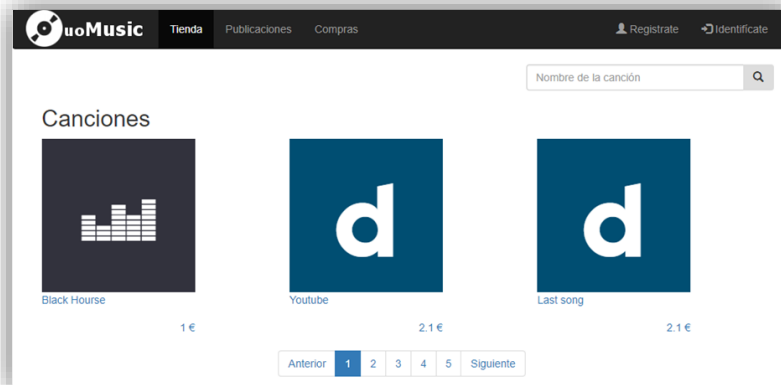 uoMusic Tienda Publicaciones Compras Registrate Identifícate
Nombre de la canción
Canciones
d d
Black Hourse Youtube Last song
1 € 2.1 € 2.1 €
Anterior 1 2 3 4 5 Siguiente